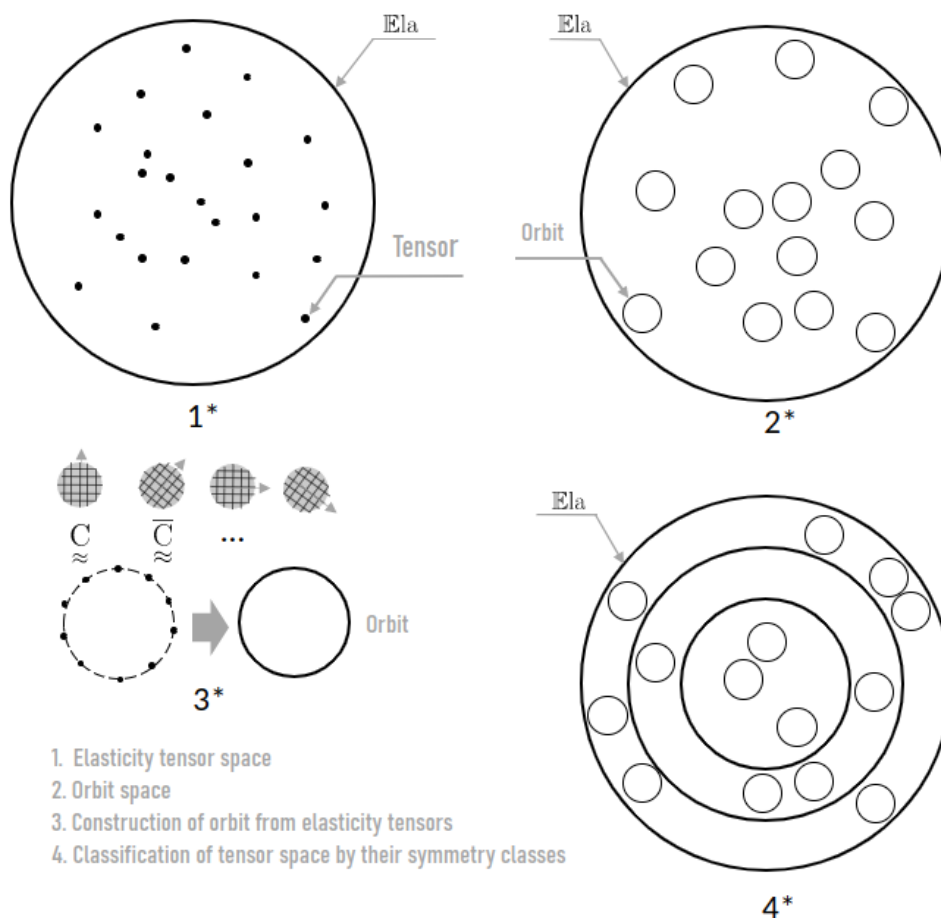 𝔼la
𝔼la
Tensor
Orbit
1*
2*
C
≈
C̅
≈
...
𝔼la
Orbit
3*
1. Elasticity tensor space
2. Orbit space
3. Construction of orbit from elasticity tensors
4. Classification of tensor space by their symmetry classes
4*